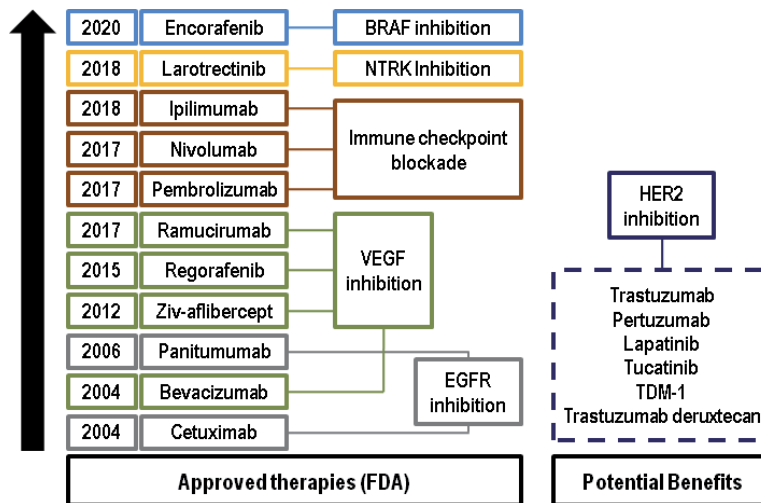 2020 Encorafenib BRAF inhibition
2018 Larotrectinib NTRK Inhibition
2018 Ipilimumab
2017 Nivolumab
2017 Pembrolizumab
Immune checkpoint
blockade
2017 Ramucirumab
2015 Regorafenib
2012 Ziv-aflibercept
VEGF
inhibition
2006 Panitumumab
2004 Bevacizumab
2004 Cetuximab
EGFR
inhibition
Approved therapies (FDA)
HER2
inhibition
Trastuzumab
Pertuzumab
Lapatinib
Tucatinib
TDM-1
Trastuzumab deruxtecan
Potential Benefits